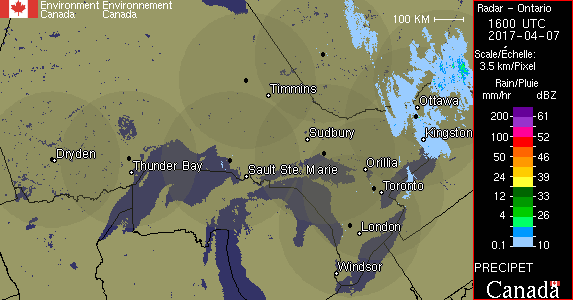 Environment Environnement
Canada Canada
100 KM
Timmins
Ottawa
Sudbury
Kingston
Dryden
Thunder Bay
Sault Ste. Marie
Orillia
Toronto
London
Windsor
Radar - Ontario
1600 UTC
2017-04-07
Scale/Échelle:
3.5 km/Pixel
Rain/Pluie
mm/hr dBZ
200 61
100 52
50 46
24 39
12 33
4 26
0.1 10
PRECIPET
Canada